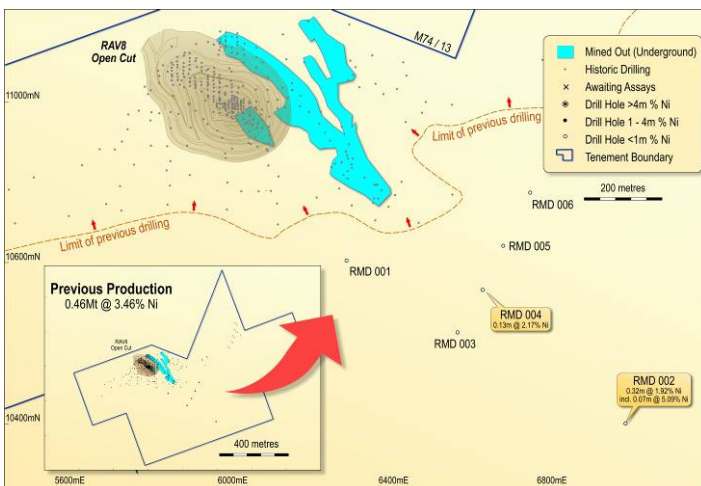 RAV8
Open Cut
M74 / 13
11000mN
Limit of previous drilling
Mined Out (Underground)
Historic Drilling
Awaiting Assays
Drill Hole >4m % Ni
Drill Hole 1 - 4m % Ni
Drill Hole <1m % Ni
Tenement Boundary
200 metres
RMD 006
Limit of previous drilling
RMD 005
10600mN
RMD 001
Previous Production
0.46Mt @ 3.46% Ni
RAV8
Open Cut
400 metres
RMD 004
0.13m @ 2.17% Ni
RMD 003
RMD 002
0.32m @ 1.92% Ni
incl. 0.07m @ 5.09% Ni
10400mN
5600mE
6000mE
6400mE
6800mE